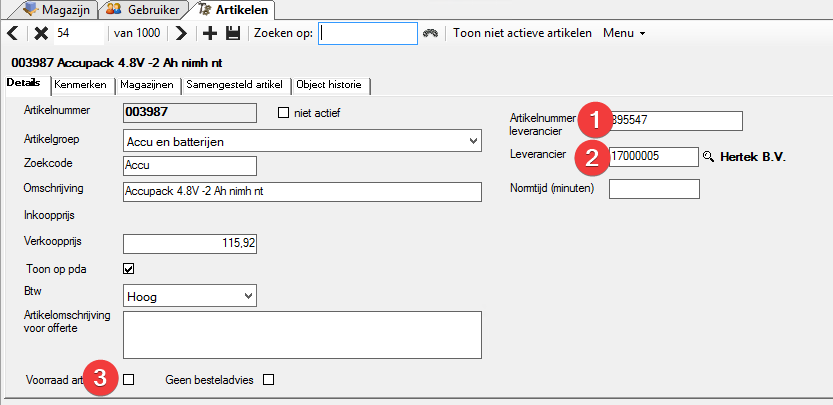 Magazijn Gebruiker Artikelen
54 van 1000 Zoeken op: Toon niet actieve artikelen Menu
003987 Accupack 4.8V -2 Ah nimh nt
Details Kenmerken Magazijnen Samengesteld artikel Object historie
Artikelnummer 003987 niet actief
Artikelgroep Accu en batterijen
Zoekcode Accu
Omschrijving Accupack 4.8V -2 Ah nimh nt
Inkoopprijs
Verkoopprijs 115,92
Toon op pda
Btw Hoog
Artikelomschrijving
voor offerte
Voorraad 3 Geen besteladvies
Artikelnummer
leverancier 1 895547
Leverancier 2 17000005 Hertek B.V.
Normtijd (minuten)